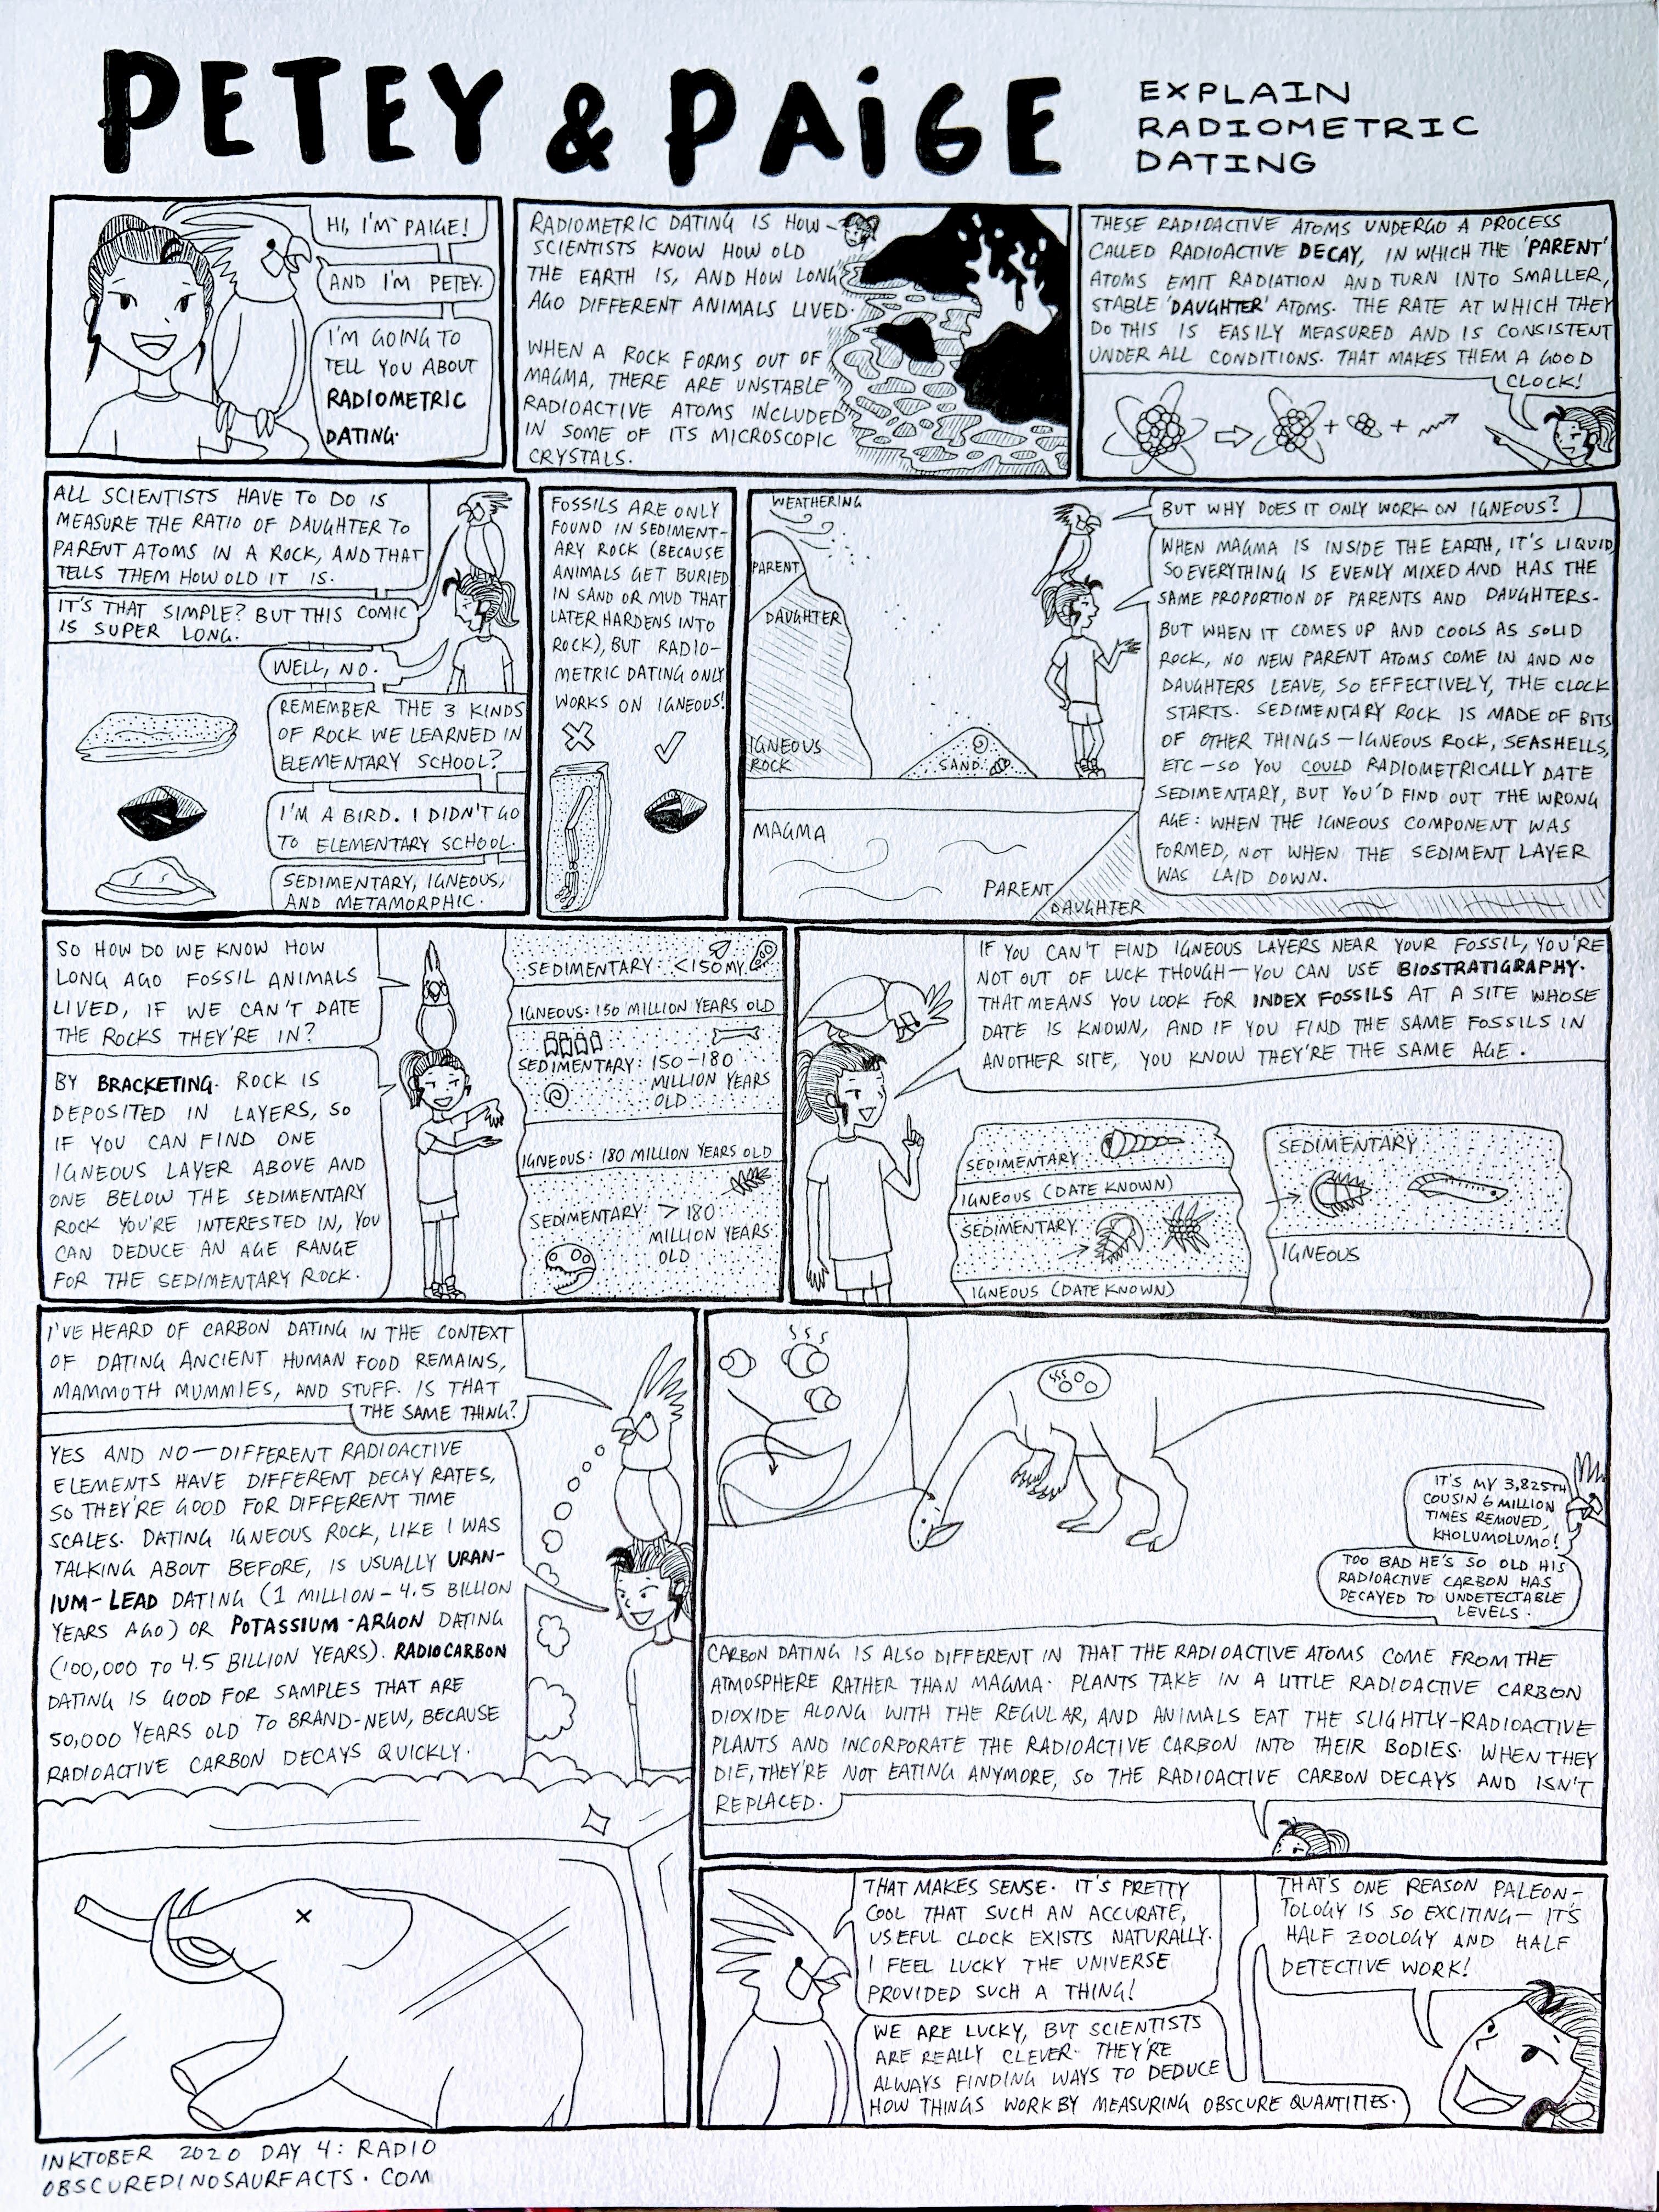 PETEY & PAIGE
EXPLAIN
RADIOMETRIC
DATING
HI, I'M PAIGE!
AND I'M PETEY.
I'M GOING TO
TELL YOU ABOUT
RADIOMETRIC
DATING.
RADIOMETRIC DATING IS HOW
SCIENTISTS KNOW HOW OLD
THE EARTH IS, AND HOW LONG
AGO DIFFERENT ANIMALS LIVED.
WHEN A ROCK FORMS OUT OF
MAGMA, THERE ARE UNSTABLE
RADIOACTIVE ATOMS INCLUDED
IN SOME OF ITS MICROSCOPIC
CRYSTALS.
THESE RADIOACTIVE ATOMS UNDERGO A PROCESS
CALLED RADIOACTIVE DECAY, IN WHICH THE 'PARENT'
ATOMS EMIT RADIATION AND TURN INTO SMALLER,
STABLE 'DAUGHTER' ATOMS. THE RATE AT WHICH THEY
DO THIS IS EASILY MEASURED AND IS CONSISTENT
UNDER ALL CONDITIONS. THAT MAKES THEM A GOOD
CLOCK!
+ +
ALL SCIENTISTS HAVE TO DO IS
MEASURE THE RATIO OF DAUGHTER TO
PARENT ATOMS IN A ROCK, AND THAT
TELLS THEM HOW OLD IT IS.
IT'S THAT SIMPLE? BUT THIS COMIC
IS SUPER LONG.
WELL, NO.
REMEMBER THE 3 KINDS
OF ROCK WE LEARNED IN
ELEMENTARY SCHOOL?
I'M A BIRD. I DIDN'T GO
TO ELEMENTARY SCHOOL.
SEDIMENTARY, IGNEOUS,
AND METAMORPHIC.
FOSSILS ARE ONLY
FOUND IN SEDIMENT-
ARY ROCK (BECAUSE
ANIMALS GET BURIED
IN SAND OR MUD THAT
LATER HARDENS INTO
ROCK), BUT RADIO-
METRIC DATING ONLY
WORKS ON IGNEOUS!
WEATHERING
PARENT
DAUGHTER
IGNEOUS
ROCK
SAND
MAGMA
PARENT
DAUGHTER
BUT WHY DOES IT ONLY WORK ON IGNEOUS?
WHEN MAGMA IS INSIDE THE EARTH, IT'S LIQUID,
SO EVERYTHING IS EVENLY MIXED AND HAS THE
SAME PROPORTION OF PARENTS AND DAUGHTERS.
BUT WHEN IT COMES UP AND COOLS AS SOLID
ROCK, NO NEW PARENT ATOMS COME IN AND NO
DAUGHTERS LEAVE, SO EFFECTIVELY, THE CLOCK
STARTS. SEDIMENTARY ROCK IS MADE OF BITS
OF OTHER THINGS—IGNEOUS ROCK, SEASHELLS,
ETC—SO YOU COULD RADIOMETRICALLY DATE
SEDIMENTARY, BUT YOU'D FIND OUT THE WRONG
AGE: WHEN THE IGNEOUS COMPONENT WAS
FORMED, NOT WHEN THE SEDIMENT LAYER
WAS LAID DOWN.
SO HOW DO WE KNOW HOW
LONG AGO FOSSIL ANIMALS
LIVED, IF WE CAN'T DATE
THE ROCKS THEY'RE IN?
BY BRACKETING. ROCK IS
DEPOSITED IN LAYERS, SO
IF YOU CAN FIND ONE
IGNEOUS LAYER ABOVE AND
ONE BELOW THE SEDIMENTARY
ROCK YOU'RE INTERESTED IN, YOU
CAN DEDUCE AN AGE RANGE
FOR THE SEDIMENTARY ROCK.
SEDIMENTARY: <150 MY
IGNEOUS: 150 MILLION YEARS OLD
SEDIMENTARY: 150-180
MILLION YEARS
OLD
IGNEOUS: 180 MILLION YEARS OLD
SEDIMENTARY: >180
MILLION YEARS
OLD
IF YOU CAN'T FIND IGNEOUS LAYERS NEAR YOUR FOSSIL, YOU'RE
NOT OUT OF LUCK THOUGH—YOU CAN USE BIOSTRATIGRAPHY.
THAT MEANS YOU LOOK FOR INDEX FOSSILS AT A SITE WHOSE
DATE IS KNOWN, AND IF YOU FIND THE SAME FOSSILS IN
ANOTHER SITE, YOU KNOW THEY'RE THE SAME AGE.
SEDIMENTARY
IGNEOUS (DATE KNOWN)
SEDIMENTARY
IGNEOUS (DATE KNOWN)
SEDIMENTARY
IGNEOUS
I'VE HEARD OF CARBON DATING IN THE CONTEXT
OF DATING ANCIENT HUMAN FOOD REMAINS,
MAMMOTH MUMMIES, AND STUFF. IS THAT
THE SAME THING?
YES AND NO—DIFFERENT RADIOACTIVE
ELEMENTS HAVE DIFFERENT DECAY RATES,
SO THEY'RE GOOD FOR DIFFERENT TIME
SCALES. DATING IGNEOUS ROCK, LIKE I WAS
TALKING ABOUT BEFORE, IS USUALLY URAN-
IUM-LEAD DATING (1 MILLION-4.5 BILLION
YEARS AGO) OR POTASSIUM-ARGON DATING
(100,000 TO 4.5 BILLION YEARS). RADIOCARBON
DATING IS GOOD FOR SAMPLES THAT ARE
50,000 YEARS OLD TO BRAND-NEW, BECAUSE
RADIOACTIVE CARBON DECAYS QUICKLY.
IT'S MY 3,825TH
COUSIN 6 MILLION
TIMES REMOVED,
KHOLUMOLUMO!
TOO BAD HE'S SO OLD HIS
RADIOACTIVE CARBON HAS
DECAYED TO UNDETECTABLE
LEVELS.
CARBON DATING IS ALSO DIFFERENT IN THAT THE RADIOACTIVE ATOMS COME FROM THE
ATMOSPHERE RATHER THAN MAGMA. PLANTS TAKE IN A LITTLE RADIOACTIVE CARBON
DIOXIDE ALONG WITH THE REGULAR, AND ANIMALS EAT THE SLIGHTLY-RADIOACTIVE
PLANTS AND INCORPORATE THE RADIOACTIVE CARBON INTO THEIR BODIES. WHEN THEY
DIE, THEY'RE NOT EATING ANYMORE, SO THE RADIOACTIVE CARBON DECAYS AND ISN'T
REPLACED.
THAT MAKES SENSE. IT'S PRETTY
COOL THAT SUCH AN ACCURATE,
USEFUL CLOCK EXISTS NATURALLY.
I FEEL LUCKY THE UNIVERSE
PROVIDED SUCH A THING!
WE ARE LUCKY, BUT SCIENTISTS
ARE REALLY CLEVER. THEY'RE
ALWAYS FINDING WAYS TO DEDUCE
HOW THINGS WORK BY MEASURING OBSCURE QUANTITIES.
THAT'S ONE REASON PALEON-
TOLOGY IS SO EXCITING—IT'S
HALF ZOOLOGY AND HALF
DETECTIVE WORK!
INKTOBER 2020 DAY 4: RADIO
OBSCUREDINOSAURFACTS.COM